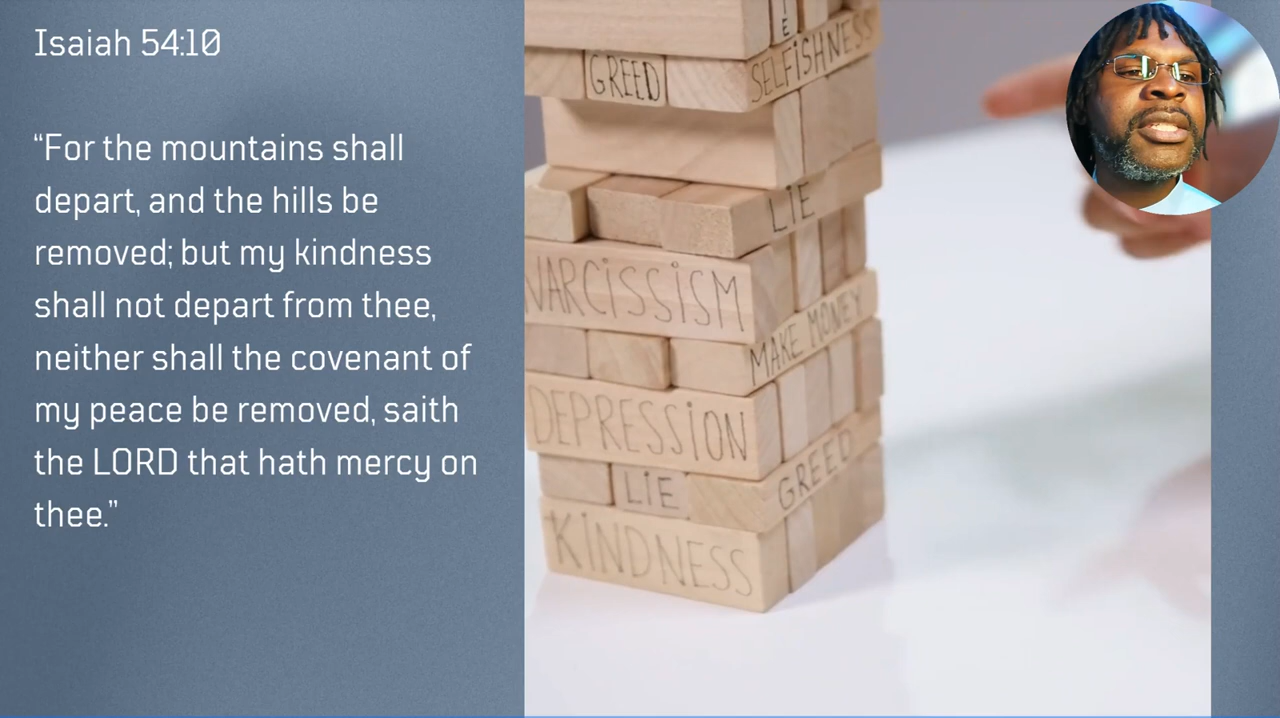 Isaiah 54:10
“For the mountains shall
depart, and the hills be
removed; but my kindness
shall not depart from thee,
neither shall the covenant of
my peace be removed, saith
the LORD that hath mercy on
thee.”
GREED
SELFISHNESS
LIE
NARCISSISM
MAKE MONEY
DEPRESSION
LIE
GREED
KINDNESS